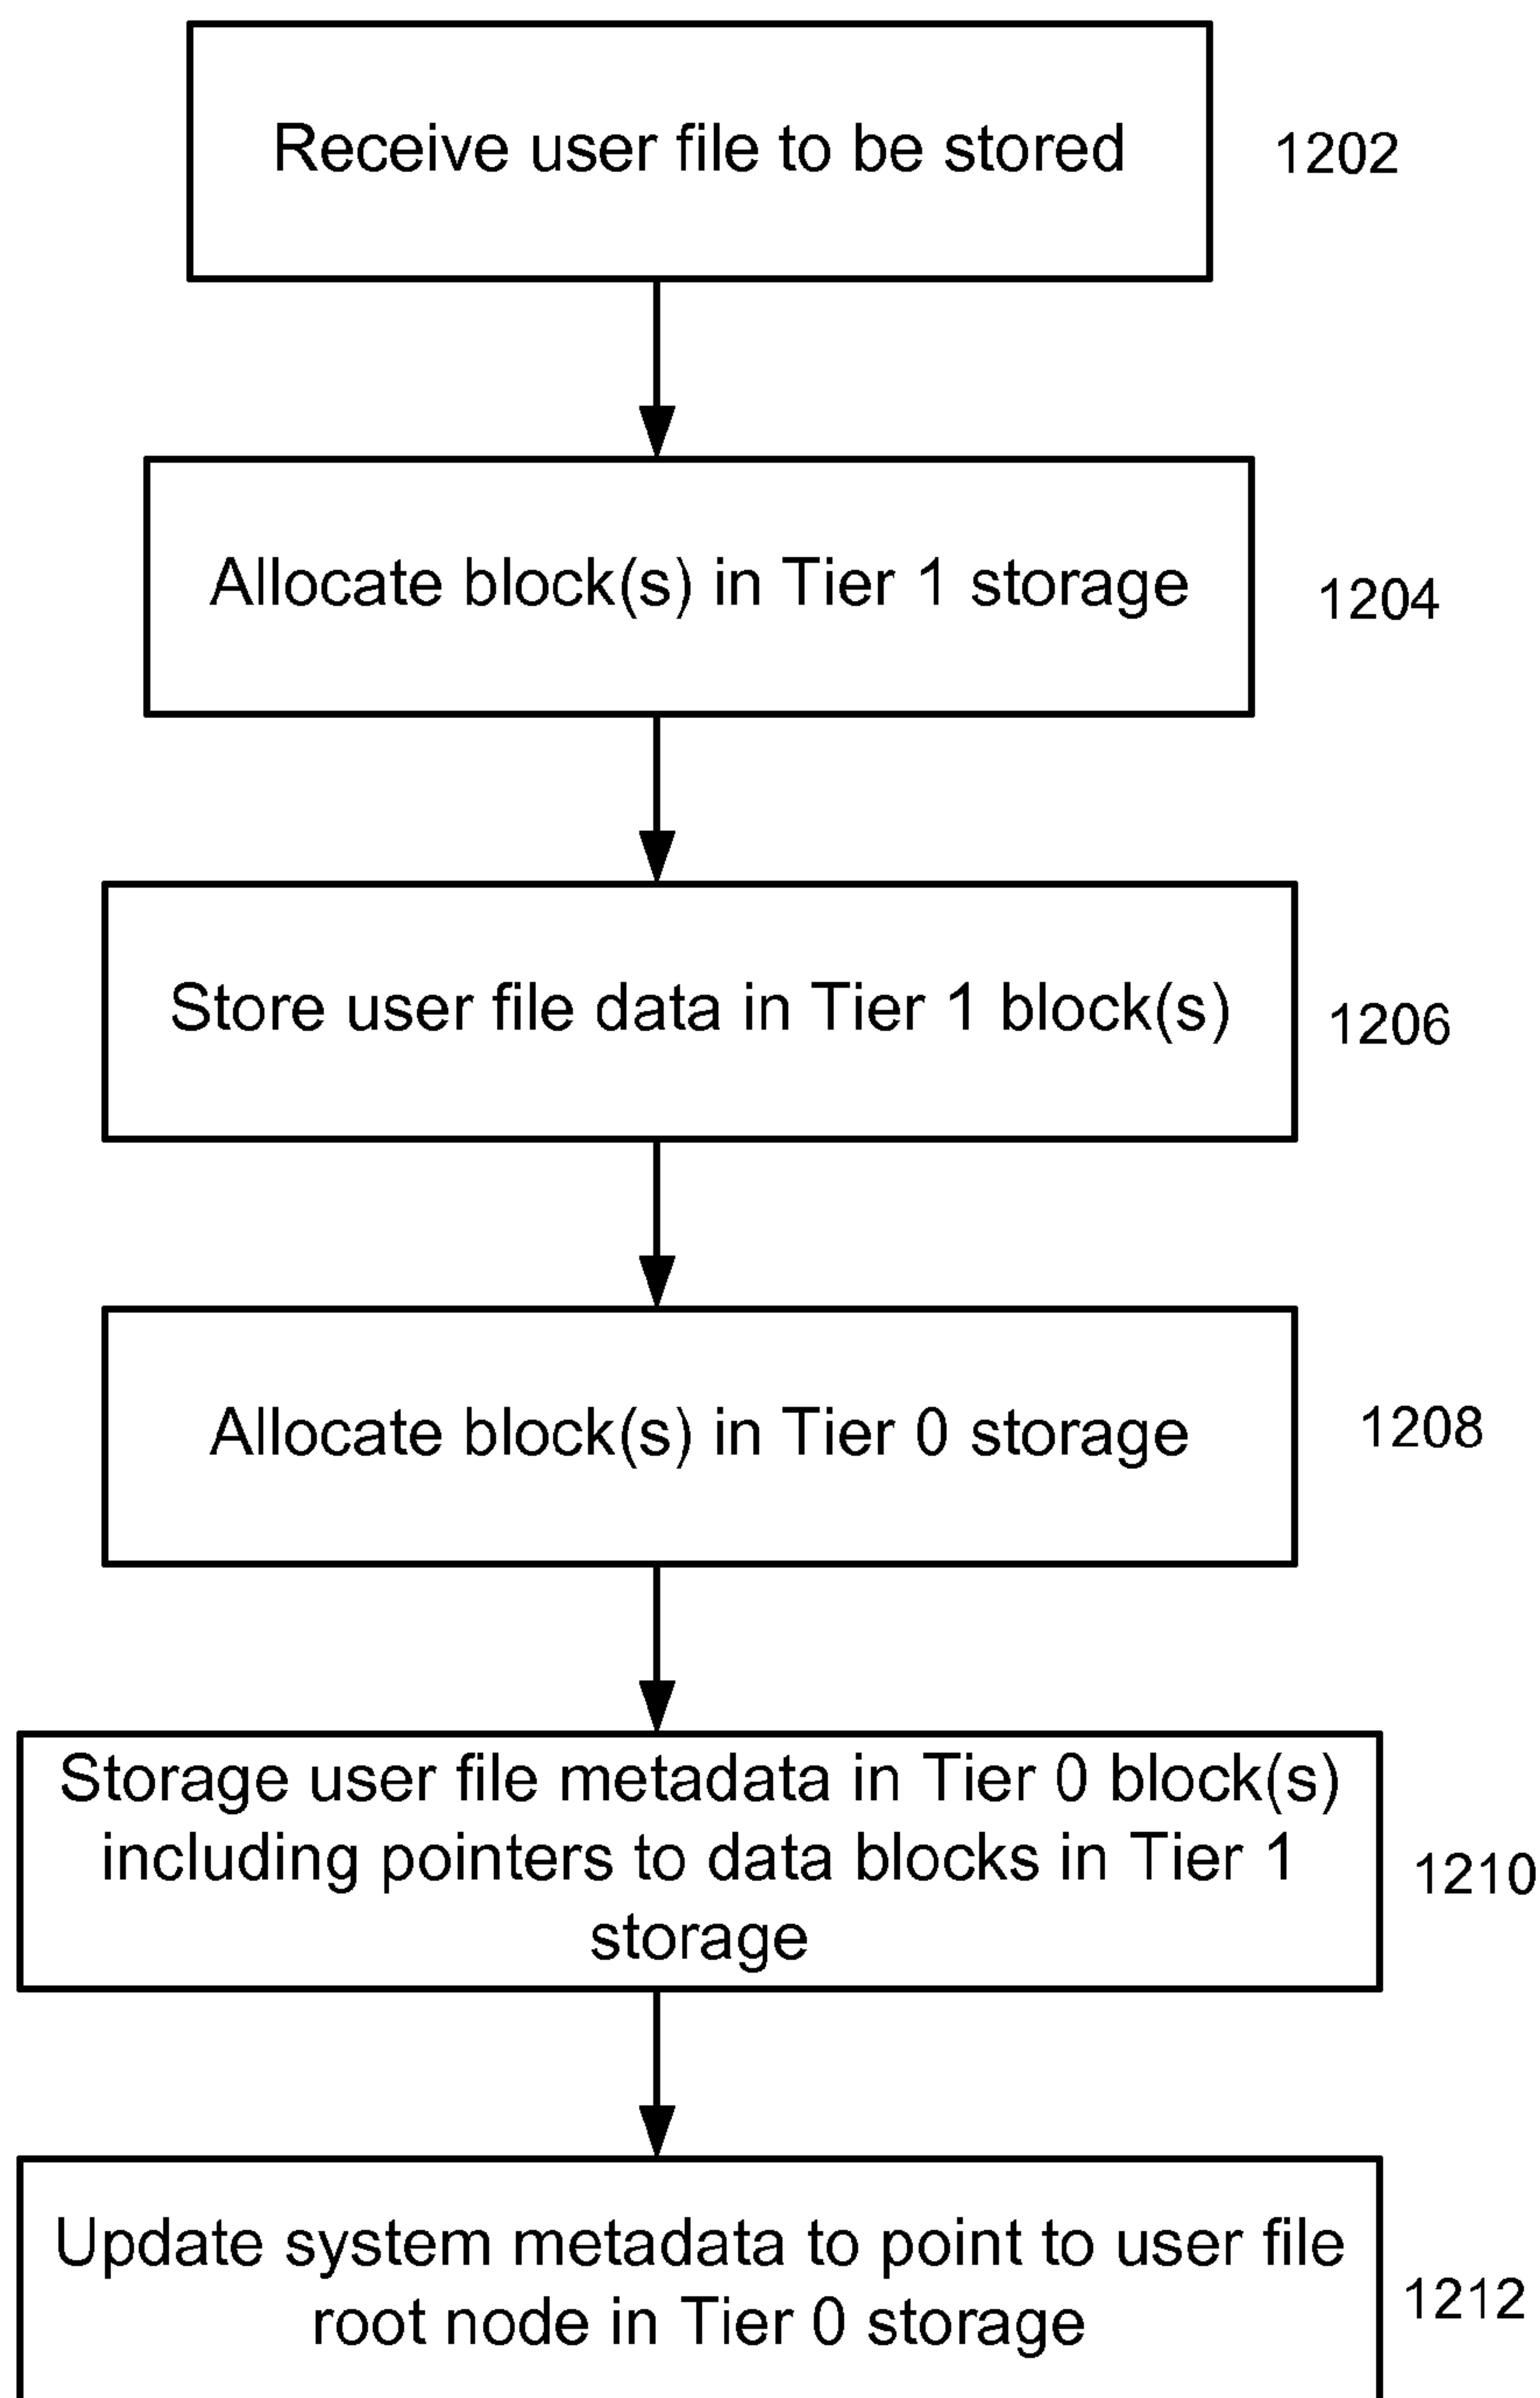 Receive user file to be stored
1202
Allocate block(s) in Tier 1 storage
1204
Store user file data in Tier 1 block(s)
1206
Allocate block(s) in Tier 0 storage
1208
Storage user file metadata in Tier 0 block(s)
including pointers to data blocks in Tier 1
storage
1210
Update system metadata to point to user file
root node in Tier 0 storage
1212